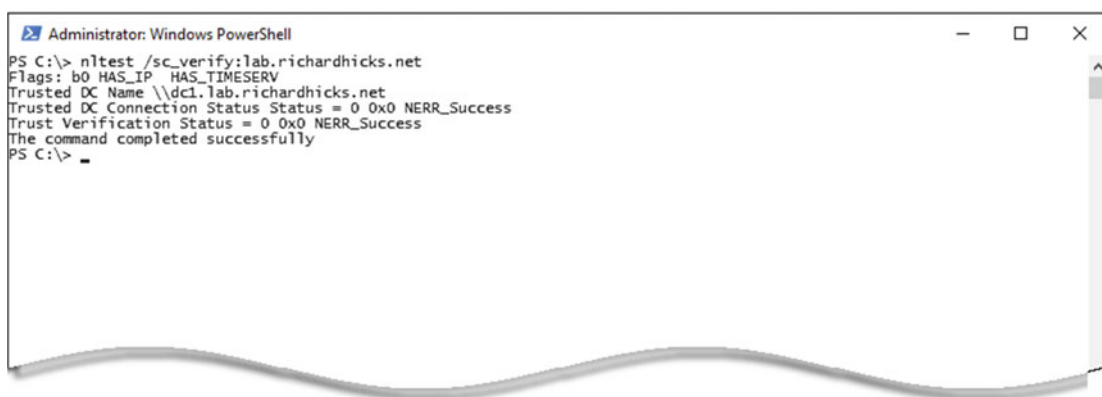 Administrator: Windows PowerShell
PS C:\> nltest /sc_verify:lab.richardhicks.net
Flags: b0 HAS_IP  HAS_TIMESERV
Trusted DC Name \\dc1.lab.richardhicks.net
Trusted DC Connection Status Status = 0 0x0 NERR_Success
Trust Verification Status = 0 0x0 NERR_Success
The command completed successfully
PS C:\> _